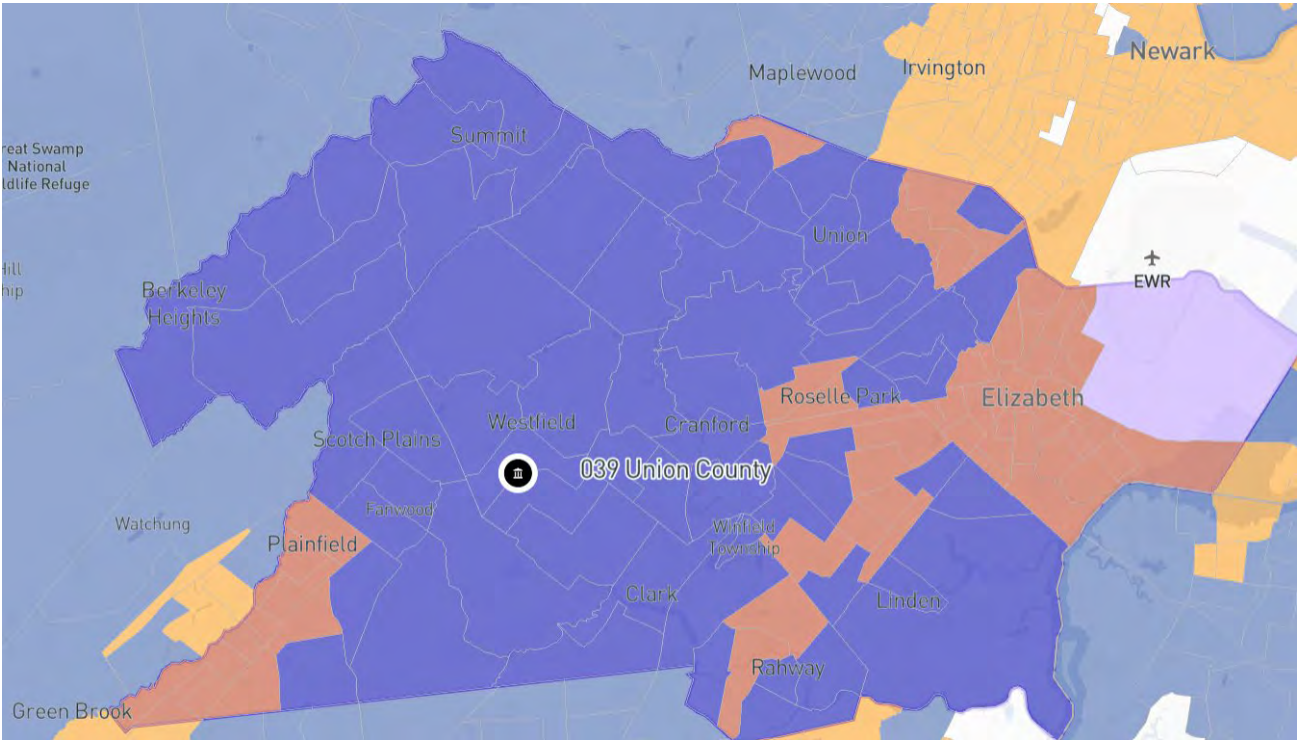 Newark
Irvington
Maplewood
Summit
reat Swamp
National
ldlife Refuge
Union
EWR
Hill
hip
Berkeley
Heights
Roselle Park
Elizabeth
Westfield
Cranford
Scotch Plains
039 Union County
Fanwood
Watchung
Winfield
Township
Plainfield
Clark
Linden
Rahway
Green Brook